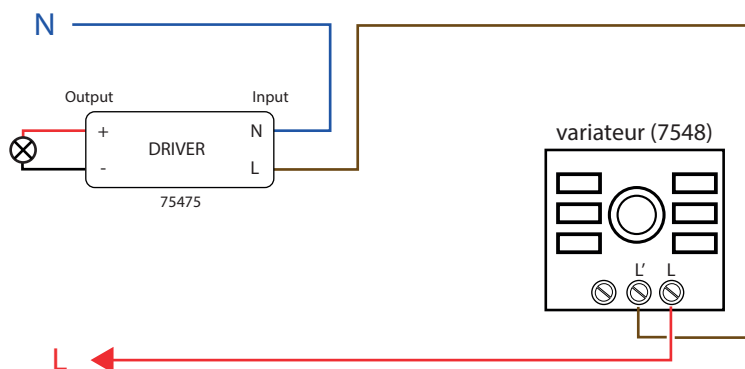 N
Output Input
+ N
DRIVER
- L
75475
variateur (7548)
L' L
L